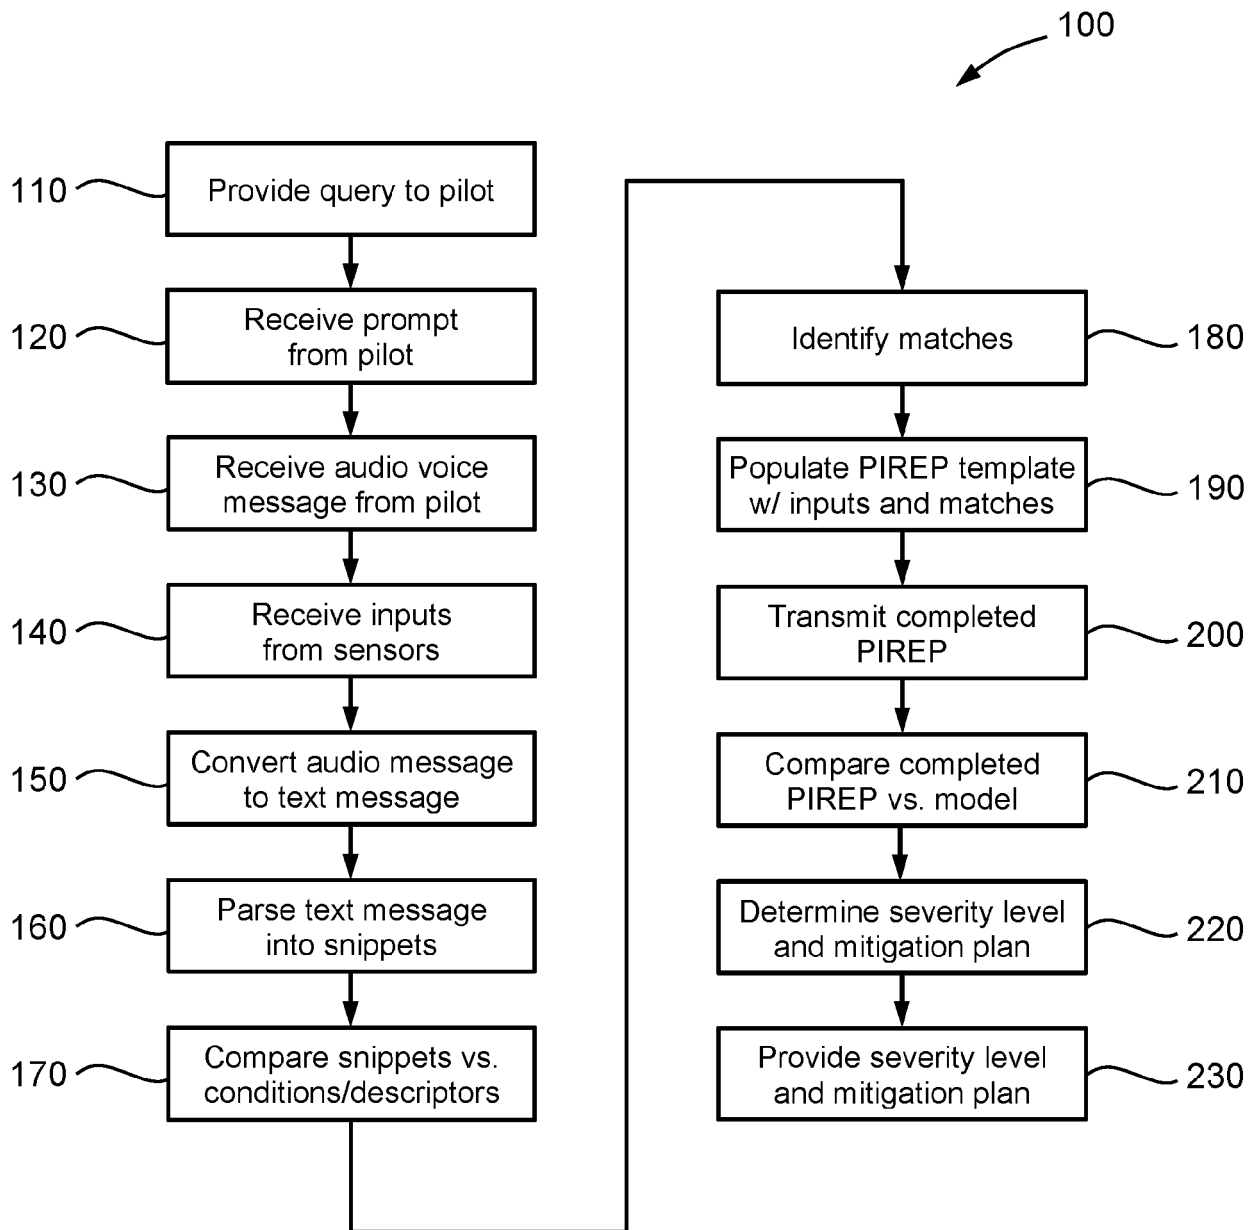 100
110
Provide query to pilot
120
Receive prompt
from pilot
130
Receive audio voice
message from pilot
140
Receive inputs
from sensors
150
Convert audio message
to text message
160
Parse text message
into snippets
170
Compare snippets vs.
conditions/descriptors
Identify matches
180
Populate PIREP template
w/ inputs and matches
190
Transmit completed
PIREP
200
Compare completed
PIREP vs. model
210
Determine severity level
and mitigation plan
220
Provide severity level
and mitigation plan
230